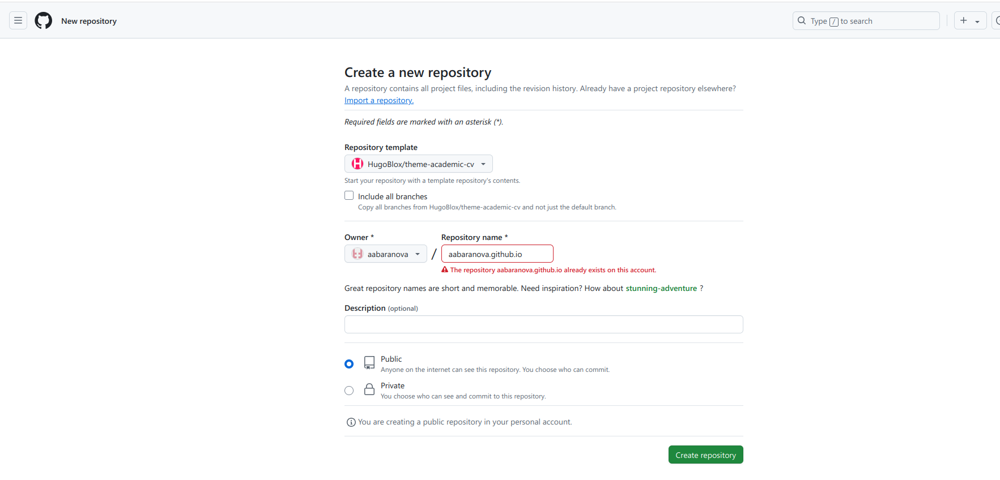 New repository
Type / to search
Create a new repository
A repository contains all project files, including the revision history. Already have a project repository elsewhere?
Import a repository.
Required fields are marked with an asterisk (*).
Repository template
HugoBlox/theme-academic-cv
Start your repository with a template repository's contents.
Include all branches
Copy all branches from HugoBlox/theme-academic-cv and not just the default branch.
Owner * Repository name *
aabaranova / aabaranova.github.io
The repository aabaranova.github.io already exists on this account.
Great repository names are short and memorable. Need inspiration? How about stunning-adventure ?
Description (optional)
Public
Anyone on the internet can see this repository. You choose who can commit.
Private
You choose who can see and commit to this repository.
You are creating a public repository in your personal account.
Create repository